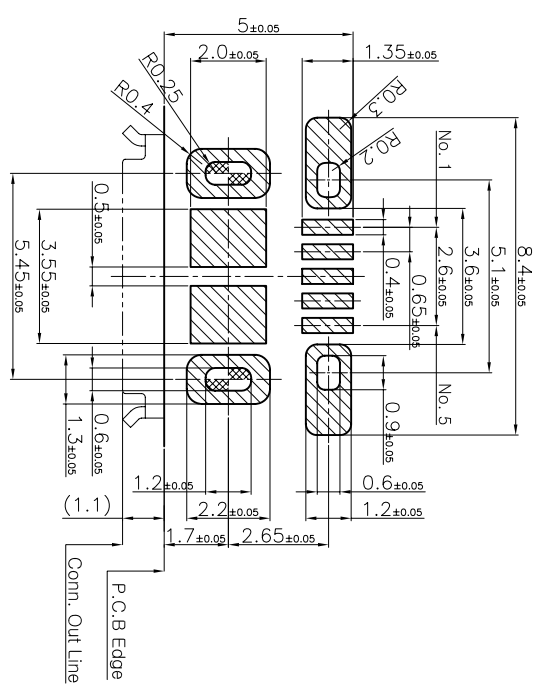 5±0.05
2.0±0.05
1.35±0.05
R0.25
R0.4
R0.3
R0.2
No. 1
0.5±0.05
3.55±0.05
5.45±0.05
0.4±0.05
0.65±0.05
2.6±0.05
3.6±0.05
5.1±0.05
8.4±0.05
No. 5
0.6±0.05
1.3±0.05
0.9±0.05
1.2±0.05
0.6±0.05
(1.1)
2.2±0.05
1.2±0.05
1.7±0.05
2.65±0.05
P.C.B Edge
Conn. Out Line